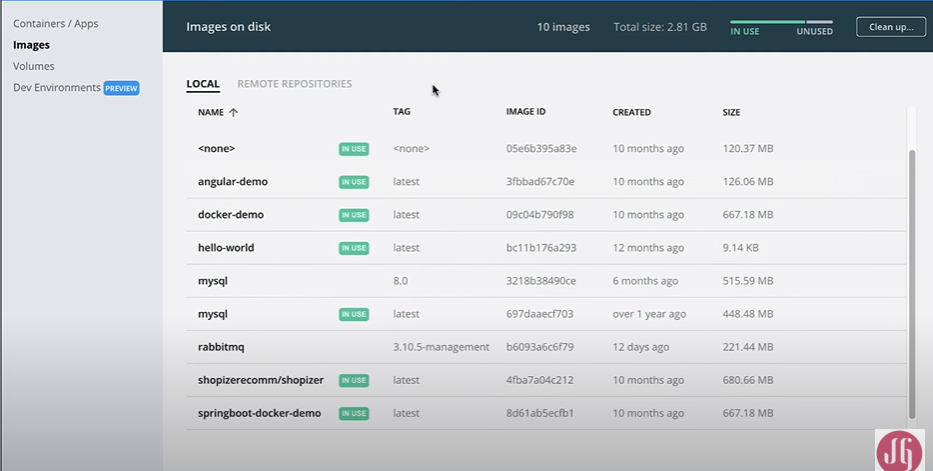 Containers / Apps
Images
Volumes
Dev Environments PREVIEW
Images on disk 10 images Total size: 2.81 GB IN USE UNUSED Clean up...
LOCAL REMOTE REPOSITORIES
NAME TAG IMAGE ID CREATED SIZE
<none> IN USE <none> 05e6b395a83e 10 months ago 120.37 MB
angular-demo IN USE latest 3fbbad67c70e 10 months ago 126.06 MB
docker-demo IN USE latest 09c04b790f98 10 months ago 667.18 MB
hello-world IN USE latest bc11b176a293 12 months ago 9.14 KB
mysql 8.0 3218b38490ce 6 months ago 515.59 MB
mysql IN USE latest 697daaecf703 over 1 year ago 448.48 MB
rabbitmq 3.10.5-management b6093a6c6f79 12 days ago 221.44 MB
shopizerecomm/shopizer IN USE latest 4fba7a04c212 10 months ago 680.66 MB
springboot-docker-demo IN USE latest 8d61ab5ecfb1 10 months ago 667.18 MB
JG